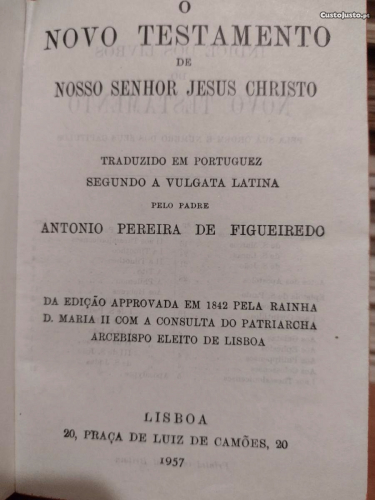 CustoJusto.pt
O
NOVO TESTAMENTO
DE
NOSSO SENHOR JESUS CHRISTO
TRADUZIDO EM PORTUGUEZ
SEGUNDO A VULGATA LATINA
PELO PADRE
ANTONIO PEREIRA DE FIGUEIREDO
DA EDIÇÃO APPROVADA EM 1842 PELA RAINHA
D. MARIA II COM A CONSULTA DO PATRIARCHA
ARCEBISPO ELEITO DE LISBOA
LISBOA
20, PRAÇA DE LUIZ DE CAMÕES, 20
1957